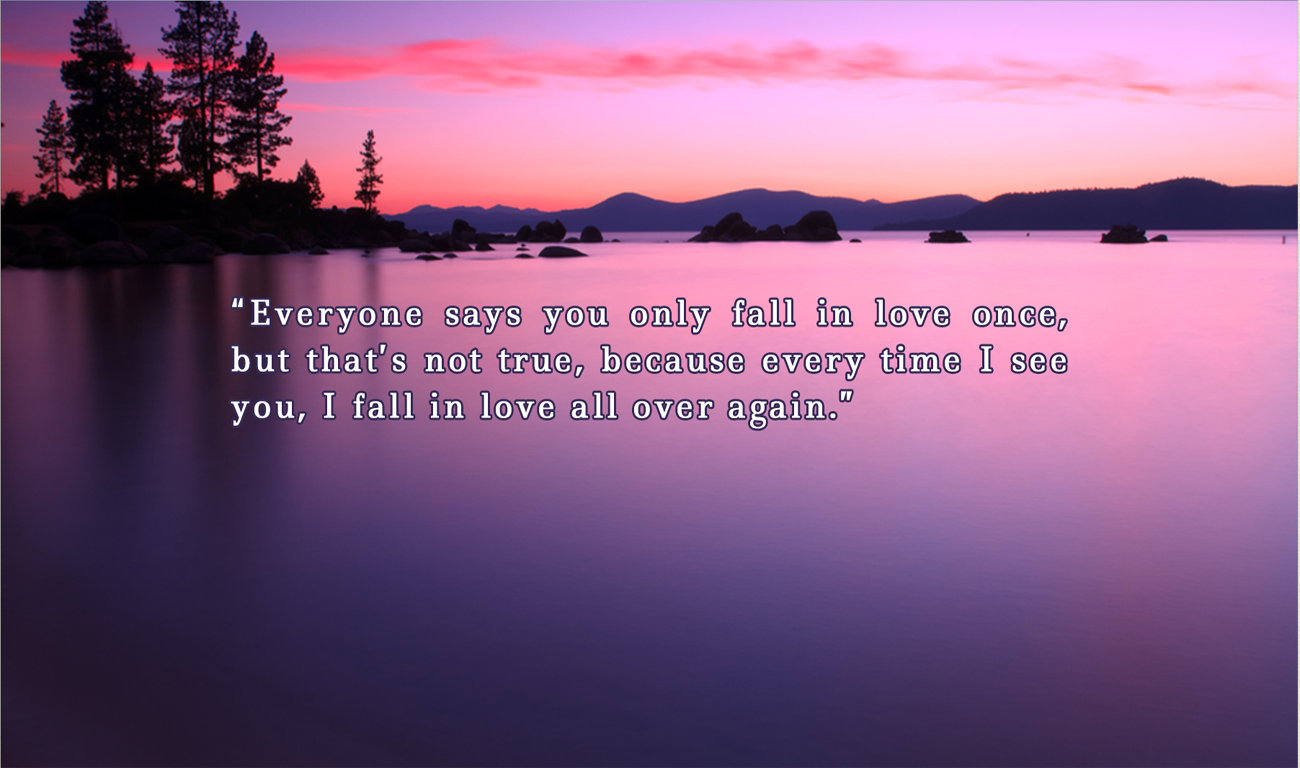 “Everyone says you only fall in love once,
but that's not true, because every time I see
you, I fall in love all over again.”